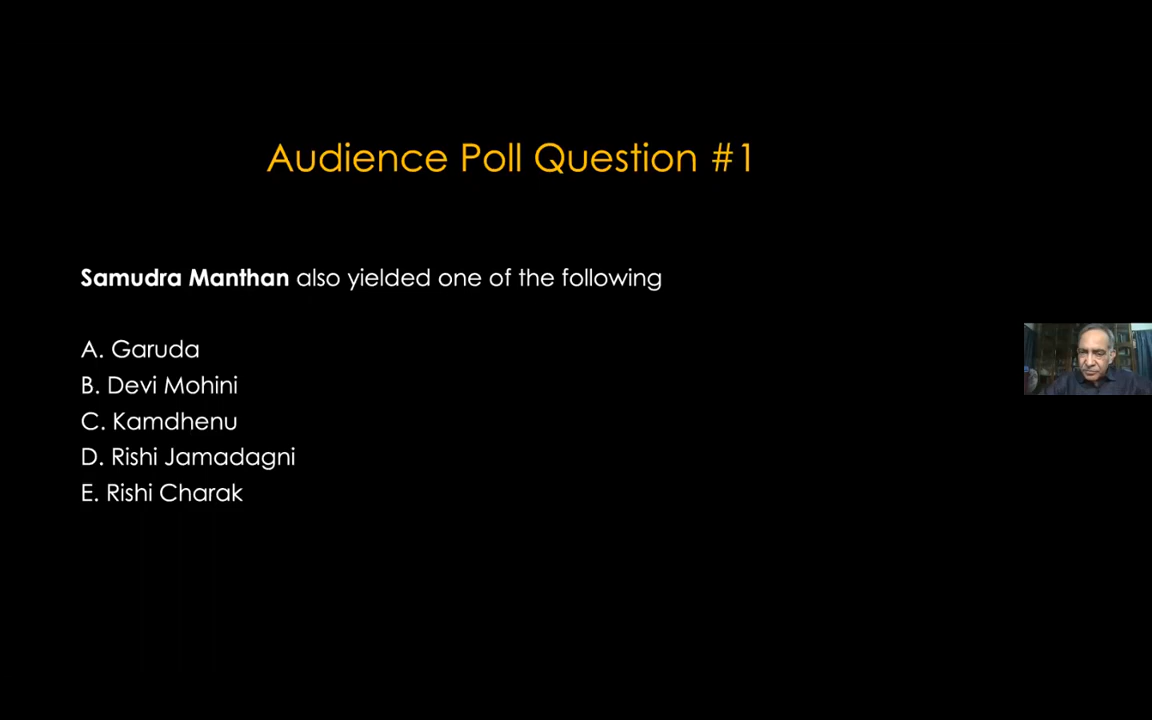 Audience Poll Question #1
Samudra Manthan also yielded one of the following
A. Garuda
B. Devi Mohini
C. Kamdhenu
D. Rishi Jamadagni
E. Rishi Charak